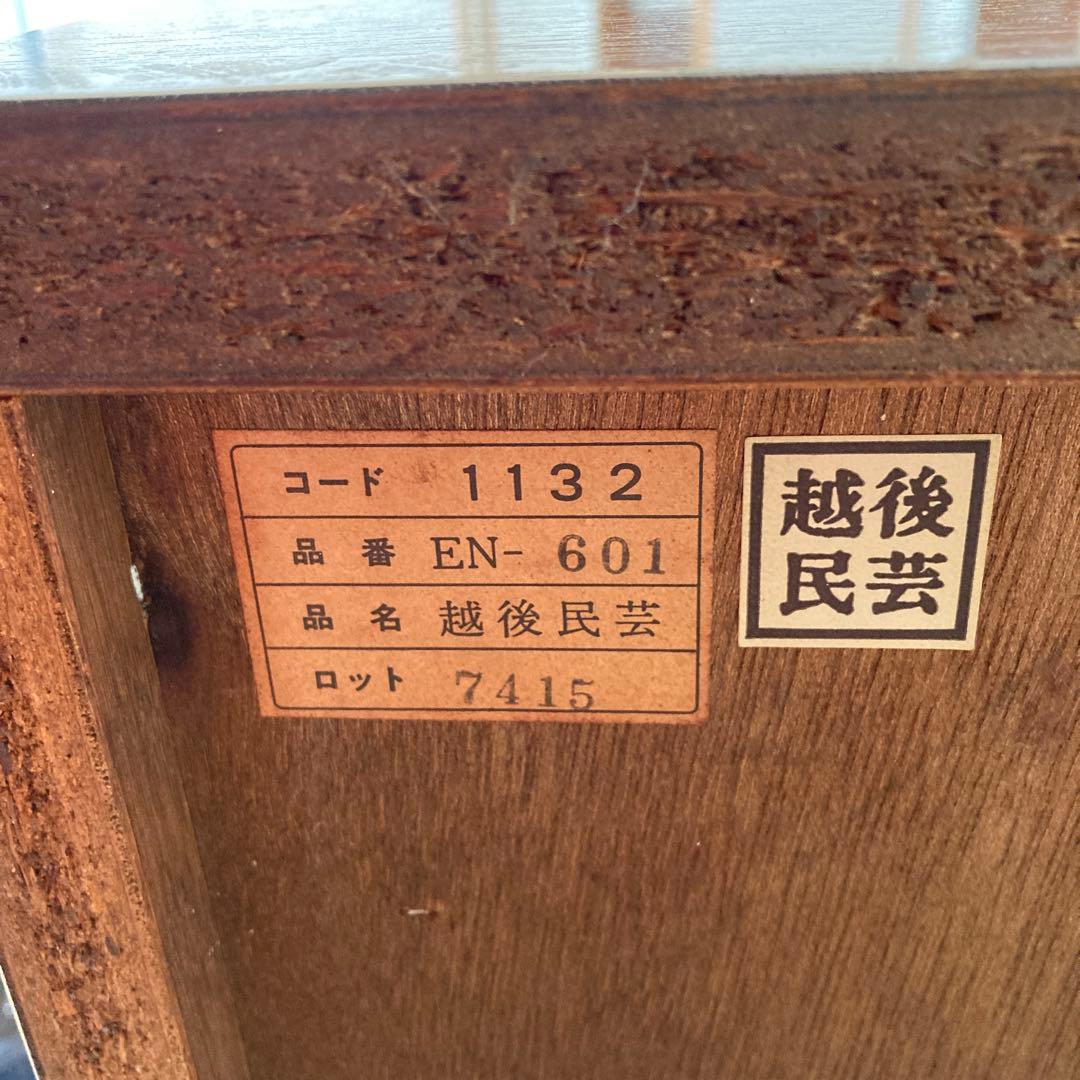 コード 1132
品番 EN- 601
品名 越後民芸
ロット 7415
越後
民芸